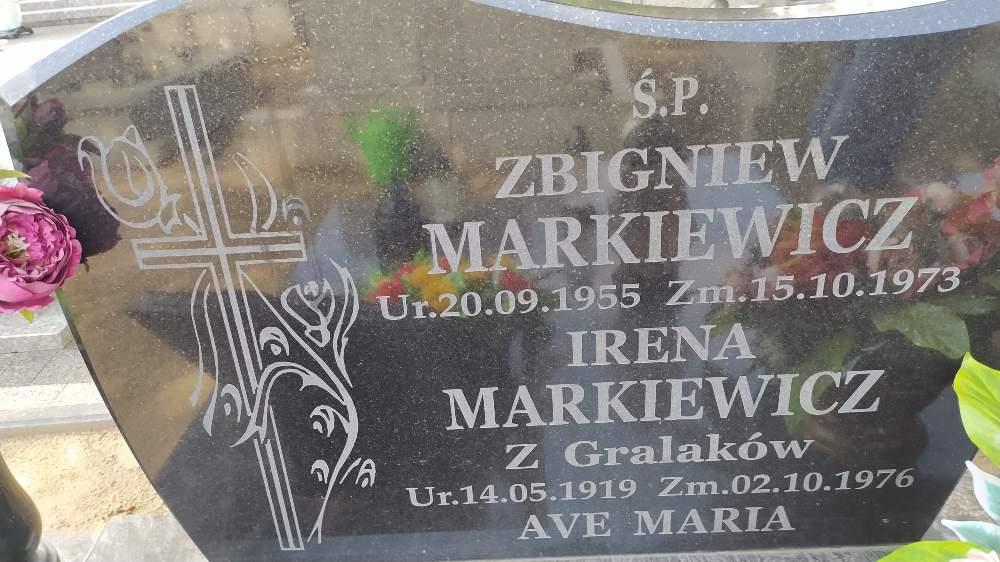 Ś.P.
ZBIGNIEW
MARKIEWICZ
Ur.20.09.1955 Zm.15.10.1973
IRENA
MARKIEWICZ
Z Gralaków
Ur.14.05.1919 Zm.02.10.1976
AVE MARIA